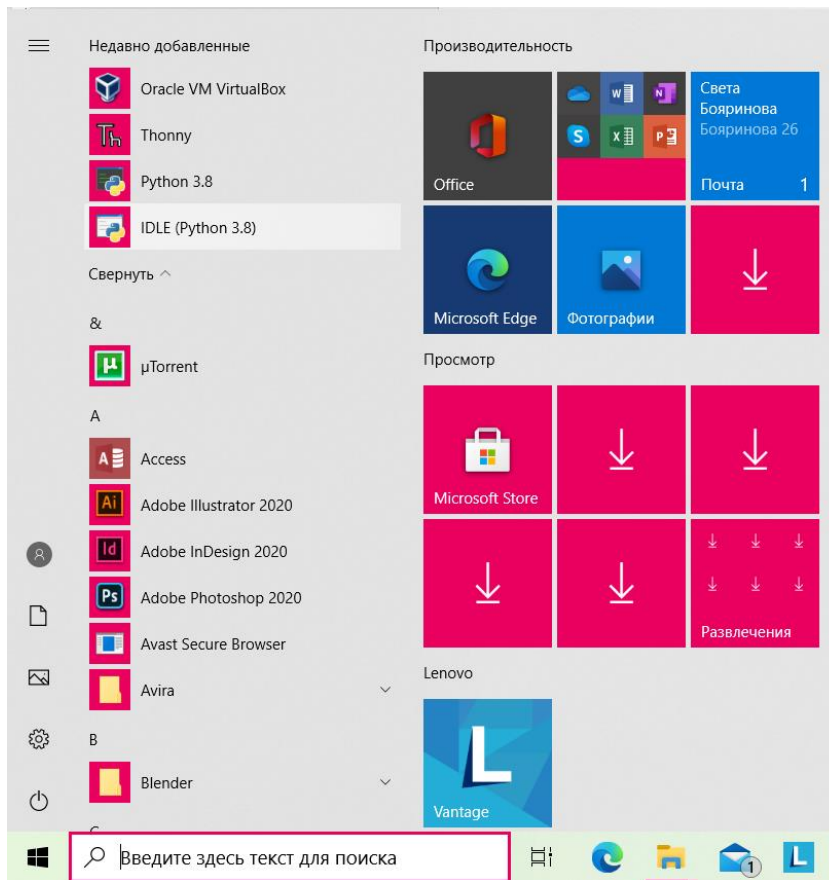 Недавно добавленные
Oracle VM VirtualBox
Thonny
Python 3.8
IDLE (Python 3.8)
Свернуть
&
µTorrent
A
Access
Adobe Illustrator 2020
Adobe InDesign 2020
Adobe Photoshop 2020
Avast Secure Browser
Avira
B
Blender
Производительность
Office
Света
Бояринова
Бояринова 26
Почта 1
Microsoft Edge
Фотографии
Просмотр
Microsoft Store
Развлечения
Lenovo
L
Vantage
Введите здесь текст для поиска
1
L